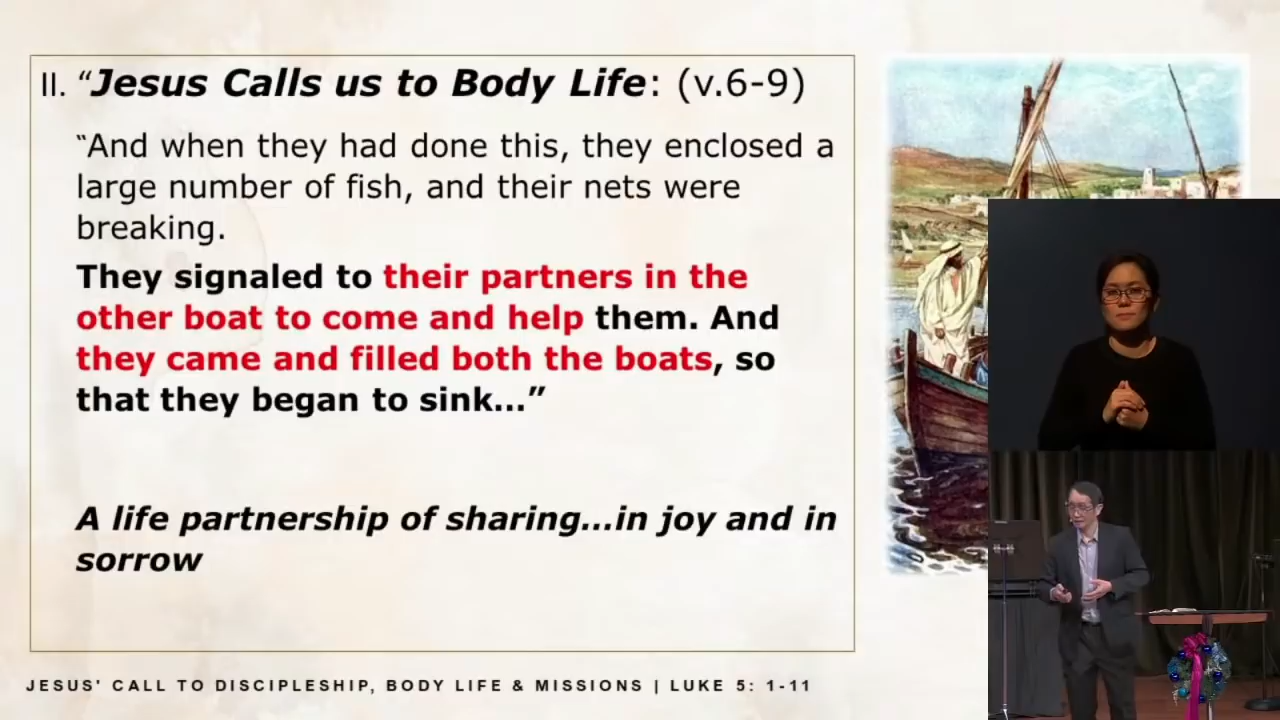 II. “Jesus Calls us to Body Life: (v.6-9)
“And when they had done this, they enclosed a
large number of fish, and their nets were
breaking.
They signaled to their partners in the
other boat to come and help them. And
they came and filled both the boats, so
that they began to sink...”
A life partnership of sharing...in joy and in
sorrow
JESUS' CALL TO DISCIPLESHIP, BODY LIFE & MISSIONS | LUKE 5: 1-11